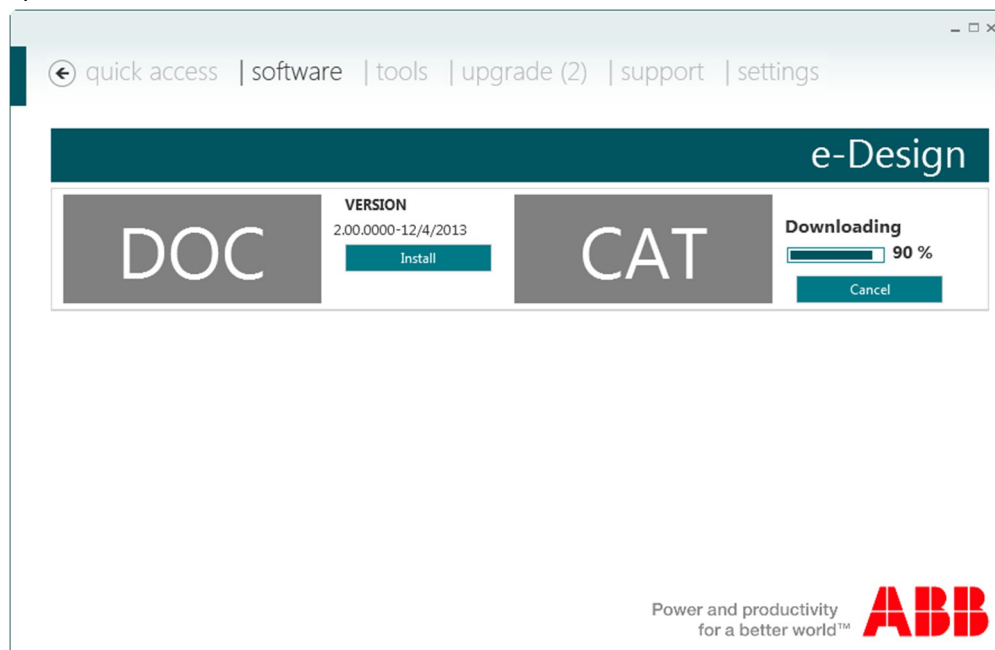 quick access | software | tools | upgrade (2) | support | settings
e-Design
DOC
VERSION
2.00.0000-12/4/2013
Install
CAT
Downloading
90 %
Cancel
Power and productivity
for a better world™
ABB